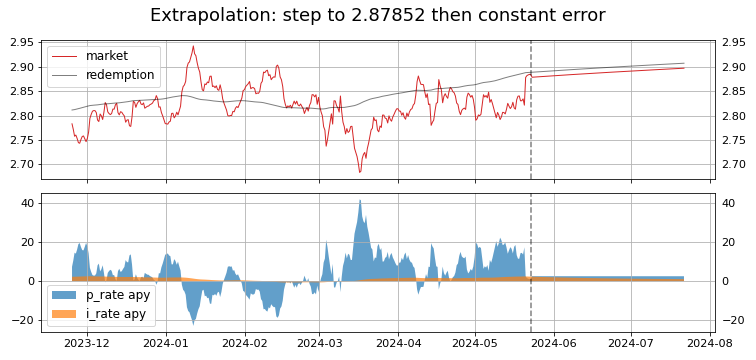 Extrapolation: step to 2.87852 then constant error
2.95 2.95
market
redemption
2.90 2.90
2.85 2.85
2.80 2.80
2.75 2.75
2.70 2.70
40 40
20 20
0 0
p_rate apy
i_rate apy
−20 −20
2023-12 2024-01 2024-02 2024-03 2024-04 2024-05 2024-06 2024-07 2024-08